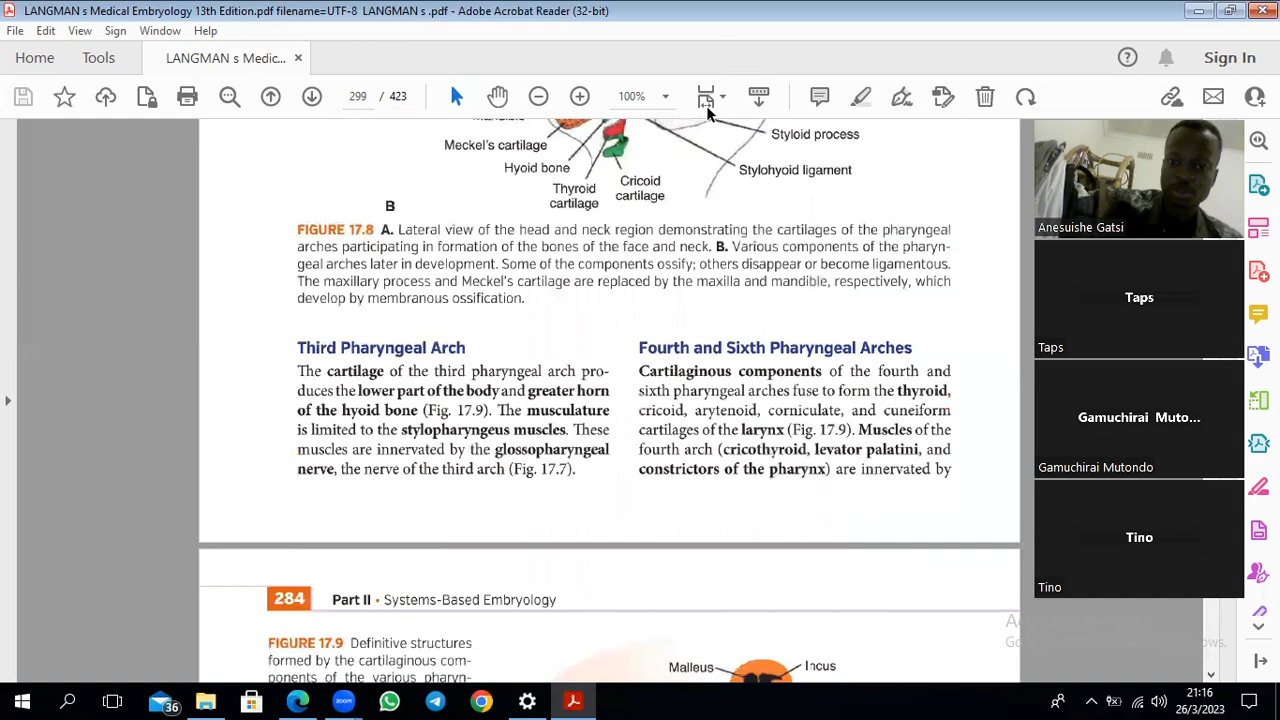 LANGMAN s Medical Embryology 13th Edition.pdf filename=UTF-8 LANGMAN s .pdf - Adobe Acrobat Reader (32-bit)
File Edit View Sign Window Help
Home Tools LANGMAN s Medic... × Sign In
299 / 423 100%
Styloid process
Meckel's cartilage
Stylohyoid ligament
Hyoid bone
Thyroid cartilage
Cricoid cartilage
B
FIGURE 17.8 A. Lateral view of the head and neck region demonstrating the cartilages of the pharyngeal
arches participating in formation of the bones of the face and neck. B. Various components of the pharyn-
geal arches later in development. Some of the components ossify; others disappear or become ligamentous.
The maxillary process and Meckel's cartilage are replaced by the maxilla and mandible, respectively, which
develop by membranous ossification.
Third Pharyngeal Arch
The cartilage of the third pharyngeal arch pro-
duces the lower part of the body and greater horn
of the hyoid bone (Fig. 17.9). The musculature
is limited to the stylopharyngeus muscles. These
muscles are innervated by the glossopharyngeal
nerve, the nerve of the third arch (Fig. 17.7).
Fourth and Sixth Pharyngeal Arches
Cartilaginous components of the fourth and
sixth pharyngeal arches fuse to form the thyroid,
cricoid, arytenoid, corniculate, and cuneiform
cartilages of the larynx (Fig. 17.9). Muscles of the
fourth arch (cricothyroid, levator palatini, and
constrictors of the pharynx) are innervated by
284 Part II • Systems-Based Embryology
FIGURE 17.9 Definitive structures
formed by the cartilaginous com-
ponents of the various pharyn-
Malleus
Incus
Anesuishe Gatsi
Taps
Taps
Gamuchirai Muto...
Gamuchirai Mutondo
Tino
Tino
36
zoom
21:16
26/3/2023